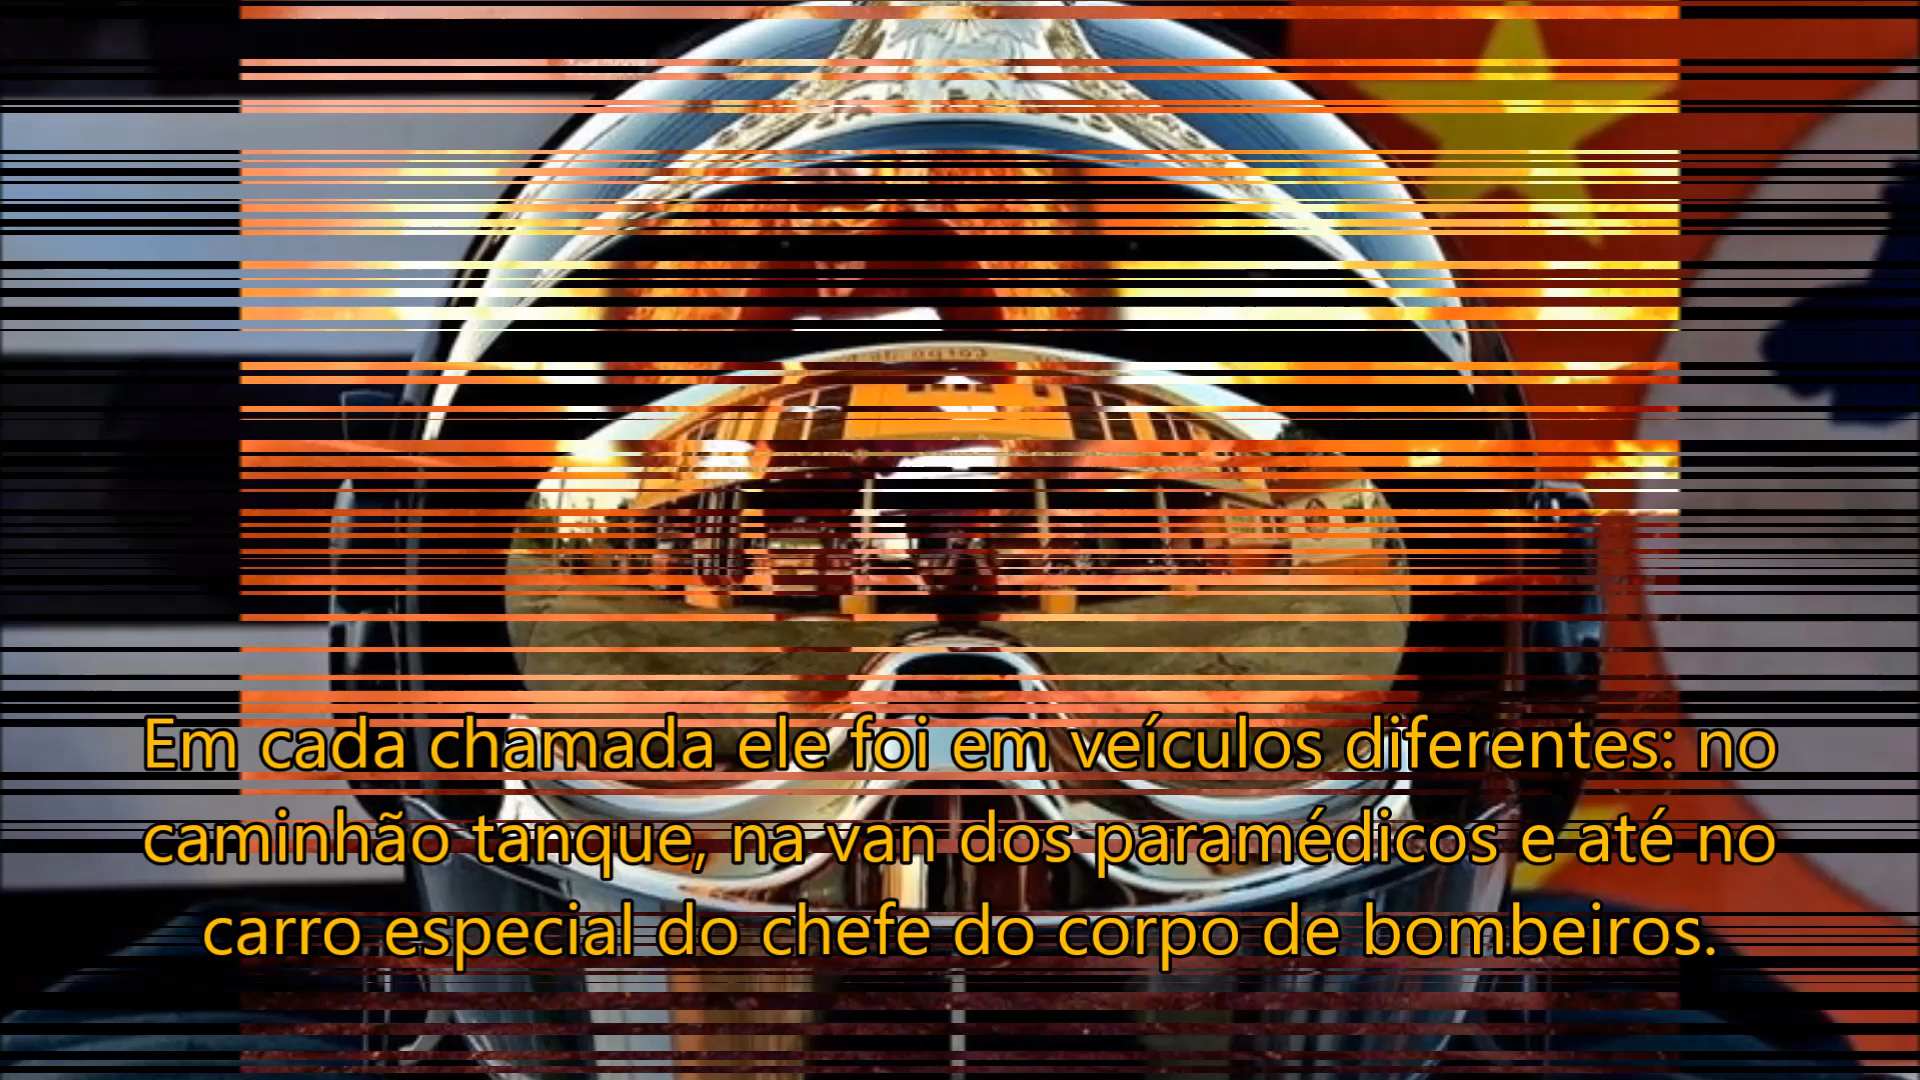 Em cada chamada ele foi em veículos diferentes: no
caminhão tanque, na van dos paramédicos e até no
carro especial do chefe do corpo de bombeiros.